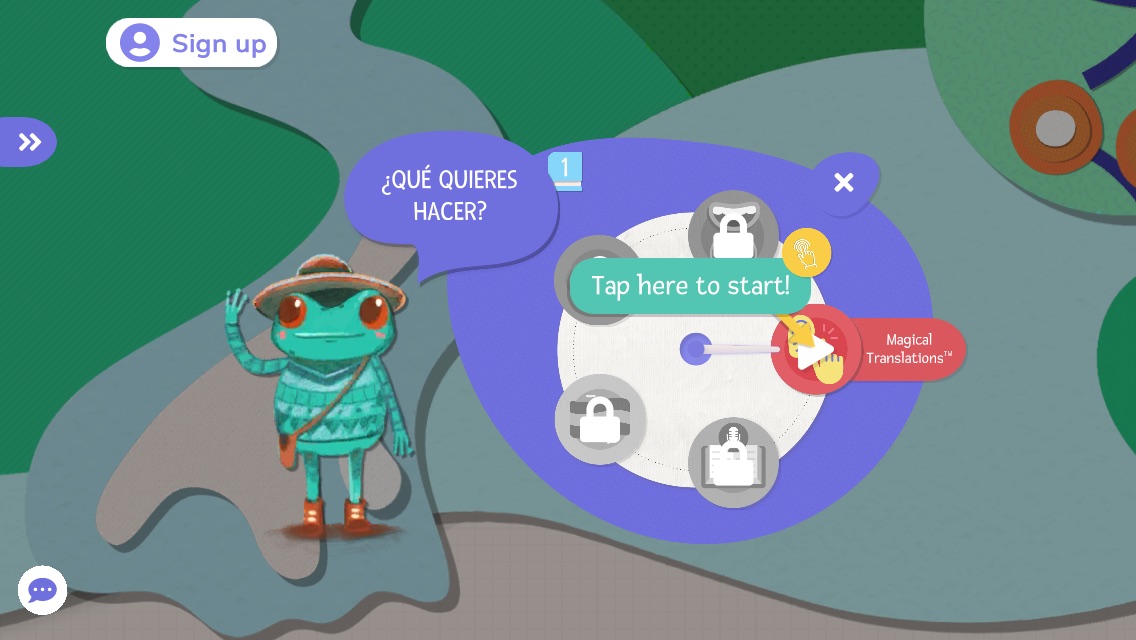 Sign up
¿QUÉ QUIERES
HACER?
1
Tap here to start!
Magical
Translations™